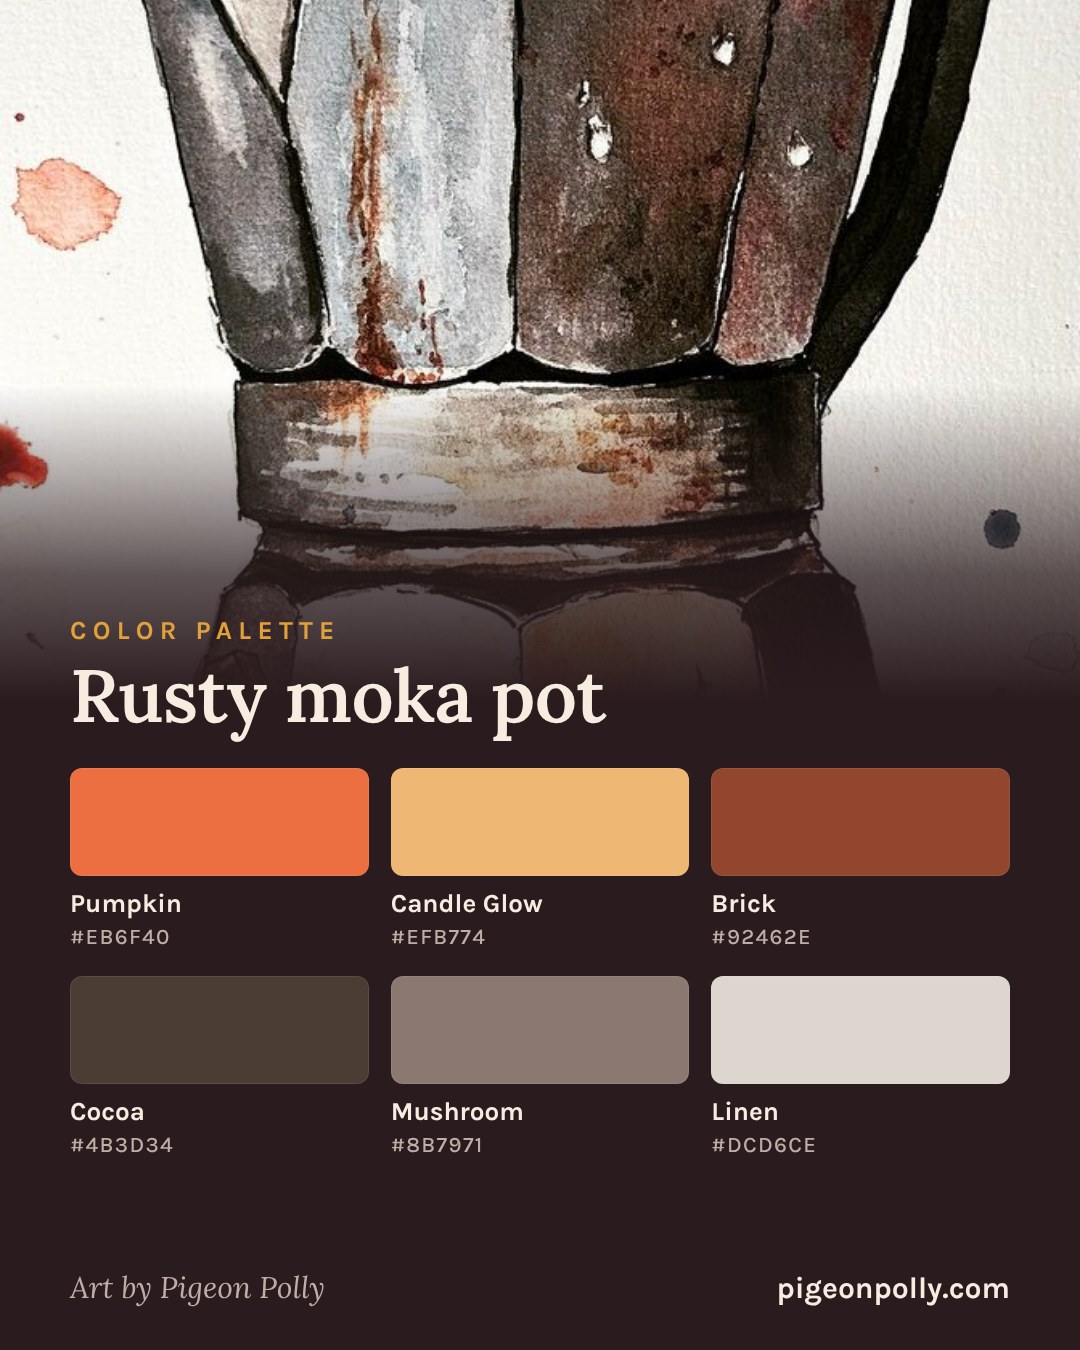 COLOR PALETTE
Rusty moka pot
Pumpkin
#EB6F40
Candle Glow
#EFB774
Brick
#92462E
Cocoa
#4B3D34
Mushroom
#8B7971
Linen
#DCD6CE
Art by Pigeon Polly
pigeonpolly.com